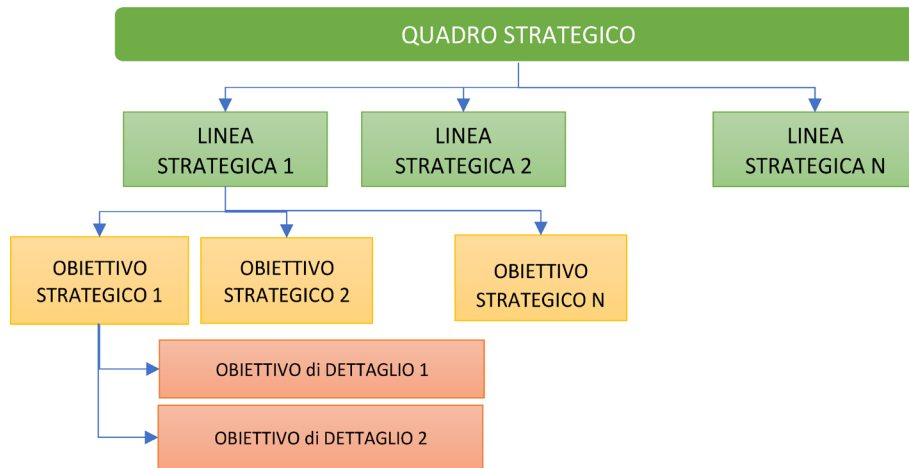 QUADRO STRATEGICO
LINEA
STRATEGICA 1
LINEA
STRATEGICA 2
LINEA
STRATEGICA N
OBIETTIVO
STRATEGICO 1
OBIETTIVO
STRATEGICO 2
OBIETTIVO
STRATEGICO N
OBIETTIVO di DETTAGLIO 1
OBIETTIVO di DETTAGLIO 2